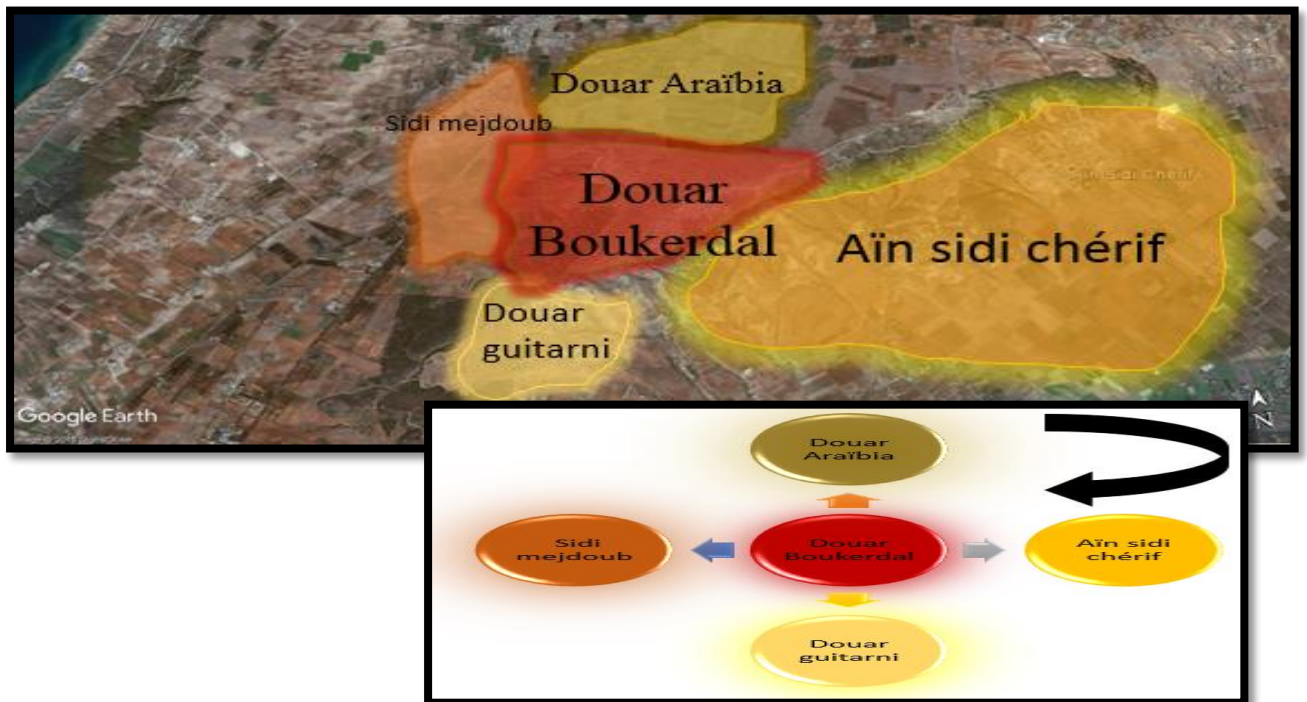 Douar Araïbia
Sidi mejdoub
Douar
Boukerdal
Aïn sidi chérif
Douar
guitarni
Google Earth
N
Douar
Araïbia
Sidi
mejdoub
Douar
Boukerdal
Aïn sidi
chérif
Douar
guitarni